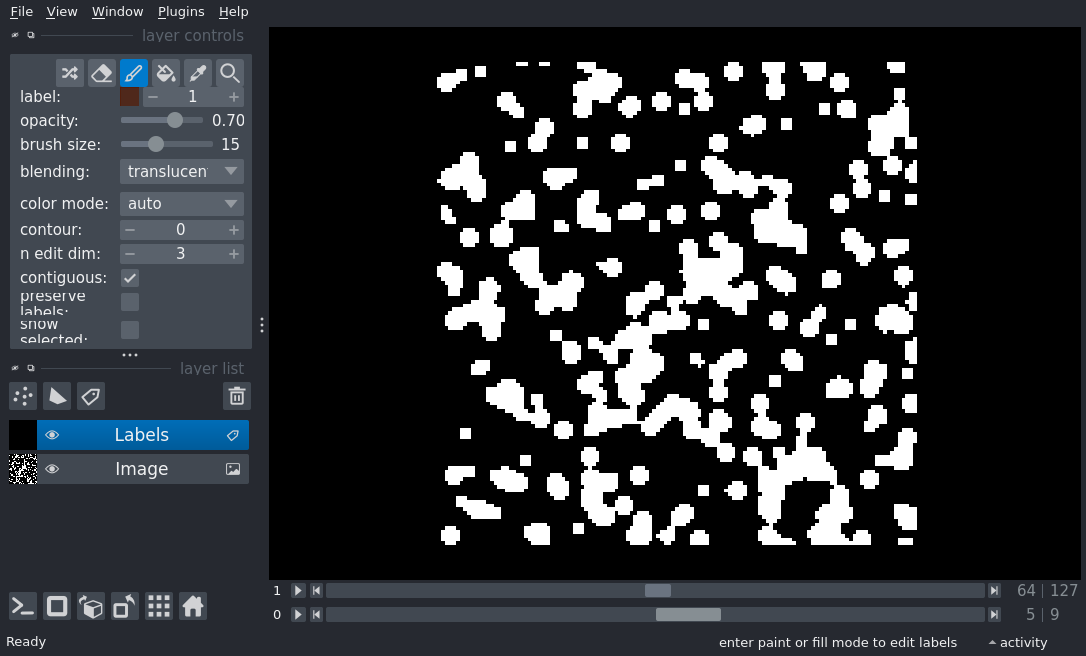 File View Window Plugins Help
layer controls
label: 1
opacity: 0.70
brush size: 15
blending: translucen
color mode: auto
contour: 0
n edit dim: 3
contiguous:
preserve
labels:
show
selected:
layer list
Labels
Image
1 64 127
0 5 9
Ready enter paint or fill mode to edit labels activity